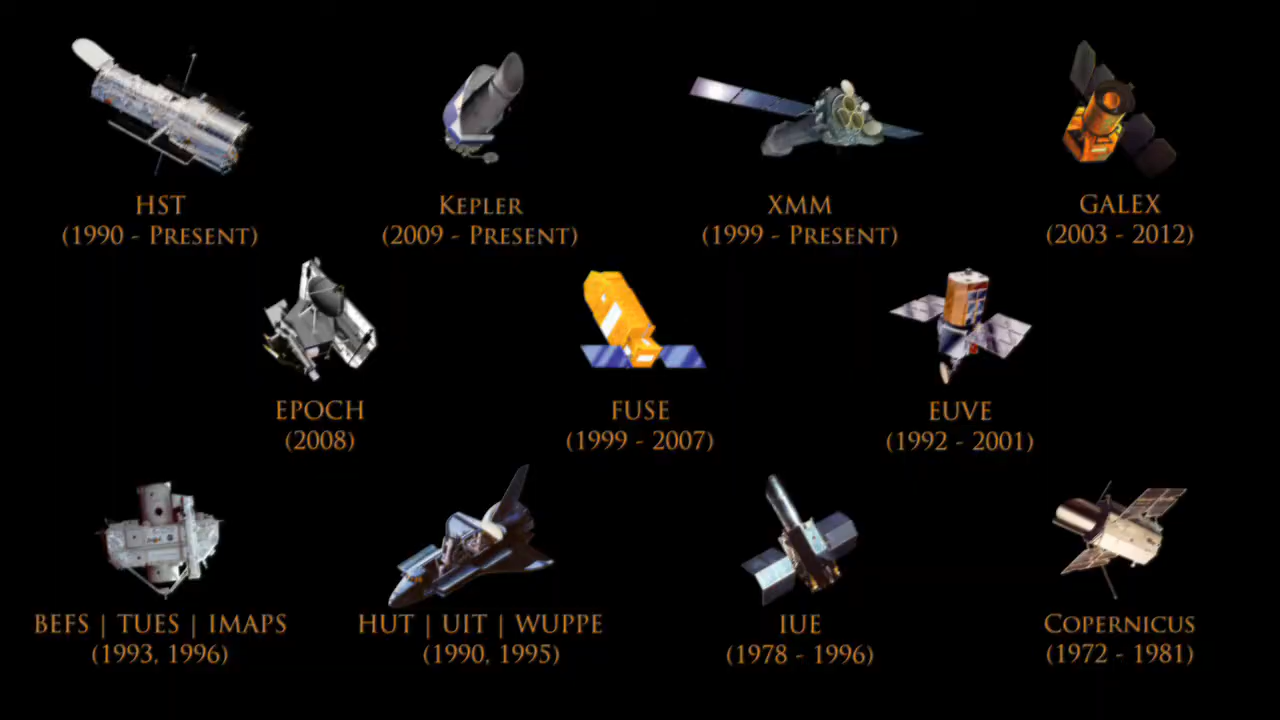 HST
(1990 - Present)
Kepler
(2009 - Present)
XMM
(1999 - Present)
GALEX
(2003 - 2012)
EPOCH
(2008)
FUSE
(1999 - 2007)
EUVE
(1992 - 2001)
BEFS | TUES | IMAPS
(1993, 1996)
HUT | UIT | WUPPE
(1990, 1995)
IUE
(1978 - 1996)
Copernicus
(1972 - 1981)